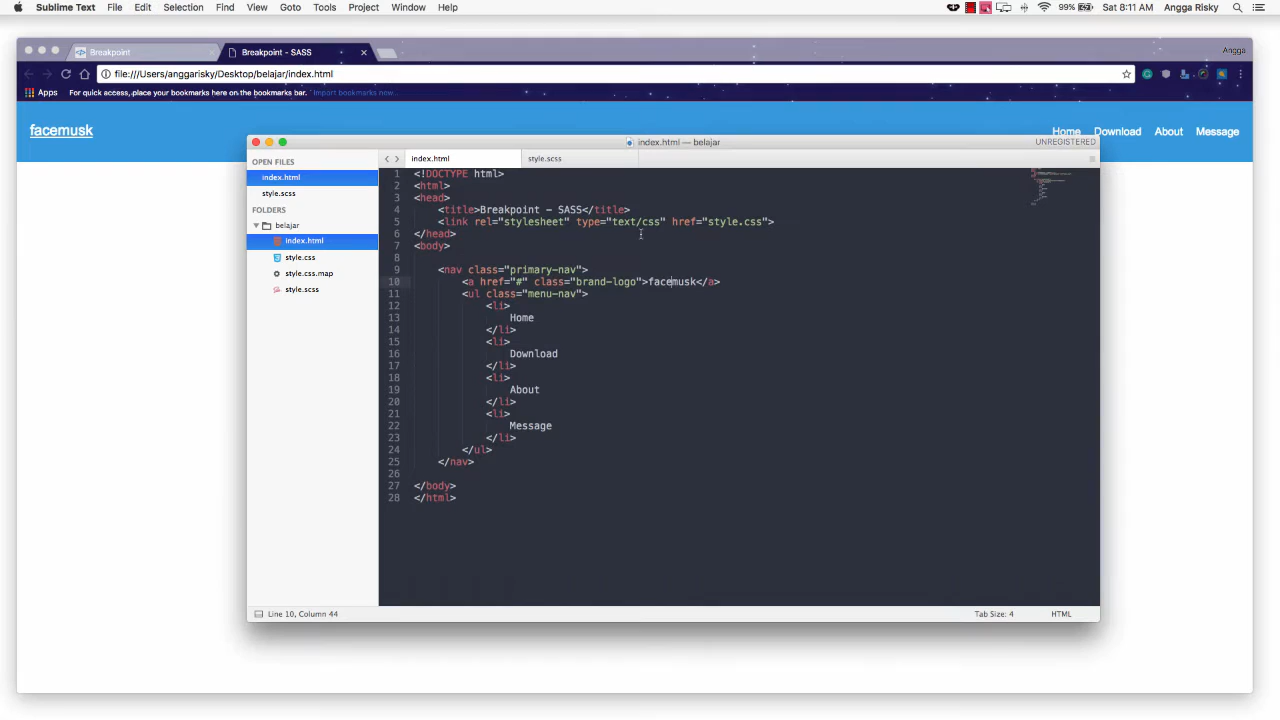 Sublime Text File Edit Selection Find View Goto Tools Project Window Help 99% Sat 8:11 AM Angga Risky
Breakpoint Breakpoint - SASS Angga
file:///Users/anggarisky/Desktop/belajar/index.html
Apps For quick access, place your bookmarks here on the bookmarks bar. Import bookmarks now...
facemusk Home Download About Message
index.html — belajar UNREGISTERED
OPEN FILES
index.html
style.scss
FOLDERS
belajar
index.html
style.css
style.css.map
style.scss
index.html style.scss
1 <!DOCTYPE html>
2 <html>
3 <head>
4 <title>Breakpoint - SASS</title>
5 <link rel="stylesheet" type="text/css" href="style.css">
6 </head>
7 <body>
8
9 <nav class="primary-nav">
10 <a href="#" class="brand-logo">facemusk</a>
11 <ul class="menu-nav">
12 <li>
13 Home
14 </li>
15 <li>
16 Download
17 </li>
18 <li>
19 About
20 </li>
21 <li>
22 Message
23 </li>
24 </ul>
25 </nav>
26
27 </body>
28 </html>
Line 10, Column 44 Tab Size: 4 HTML